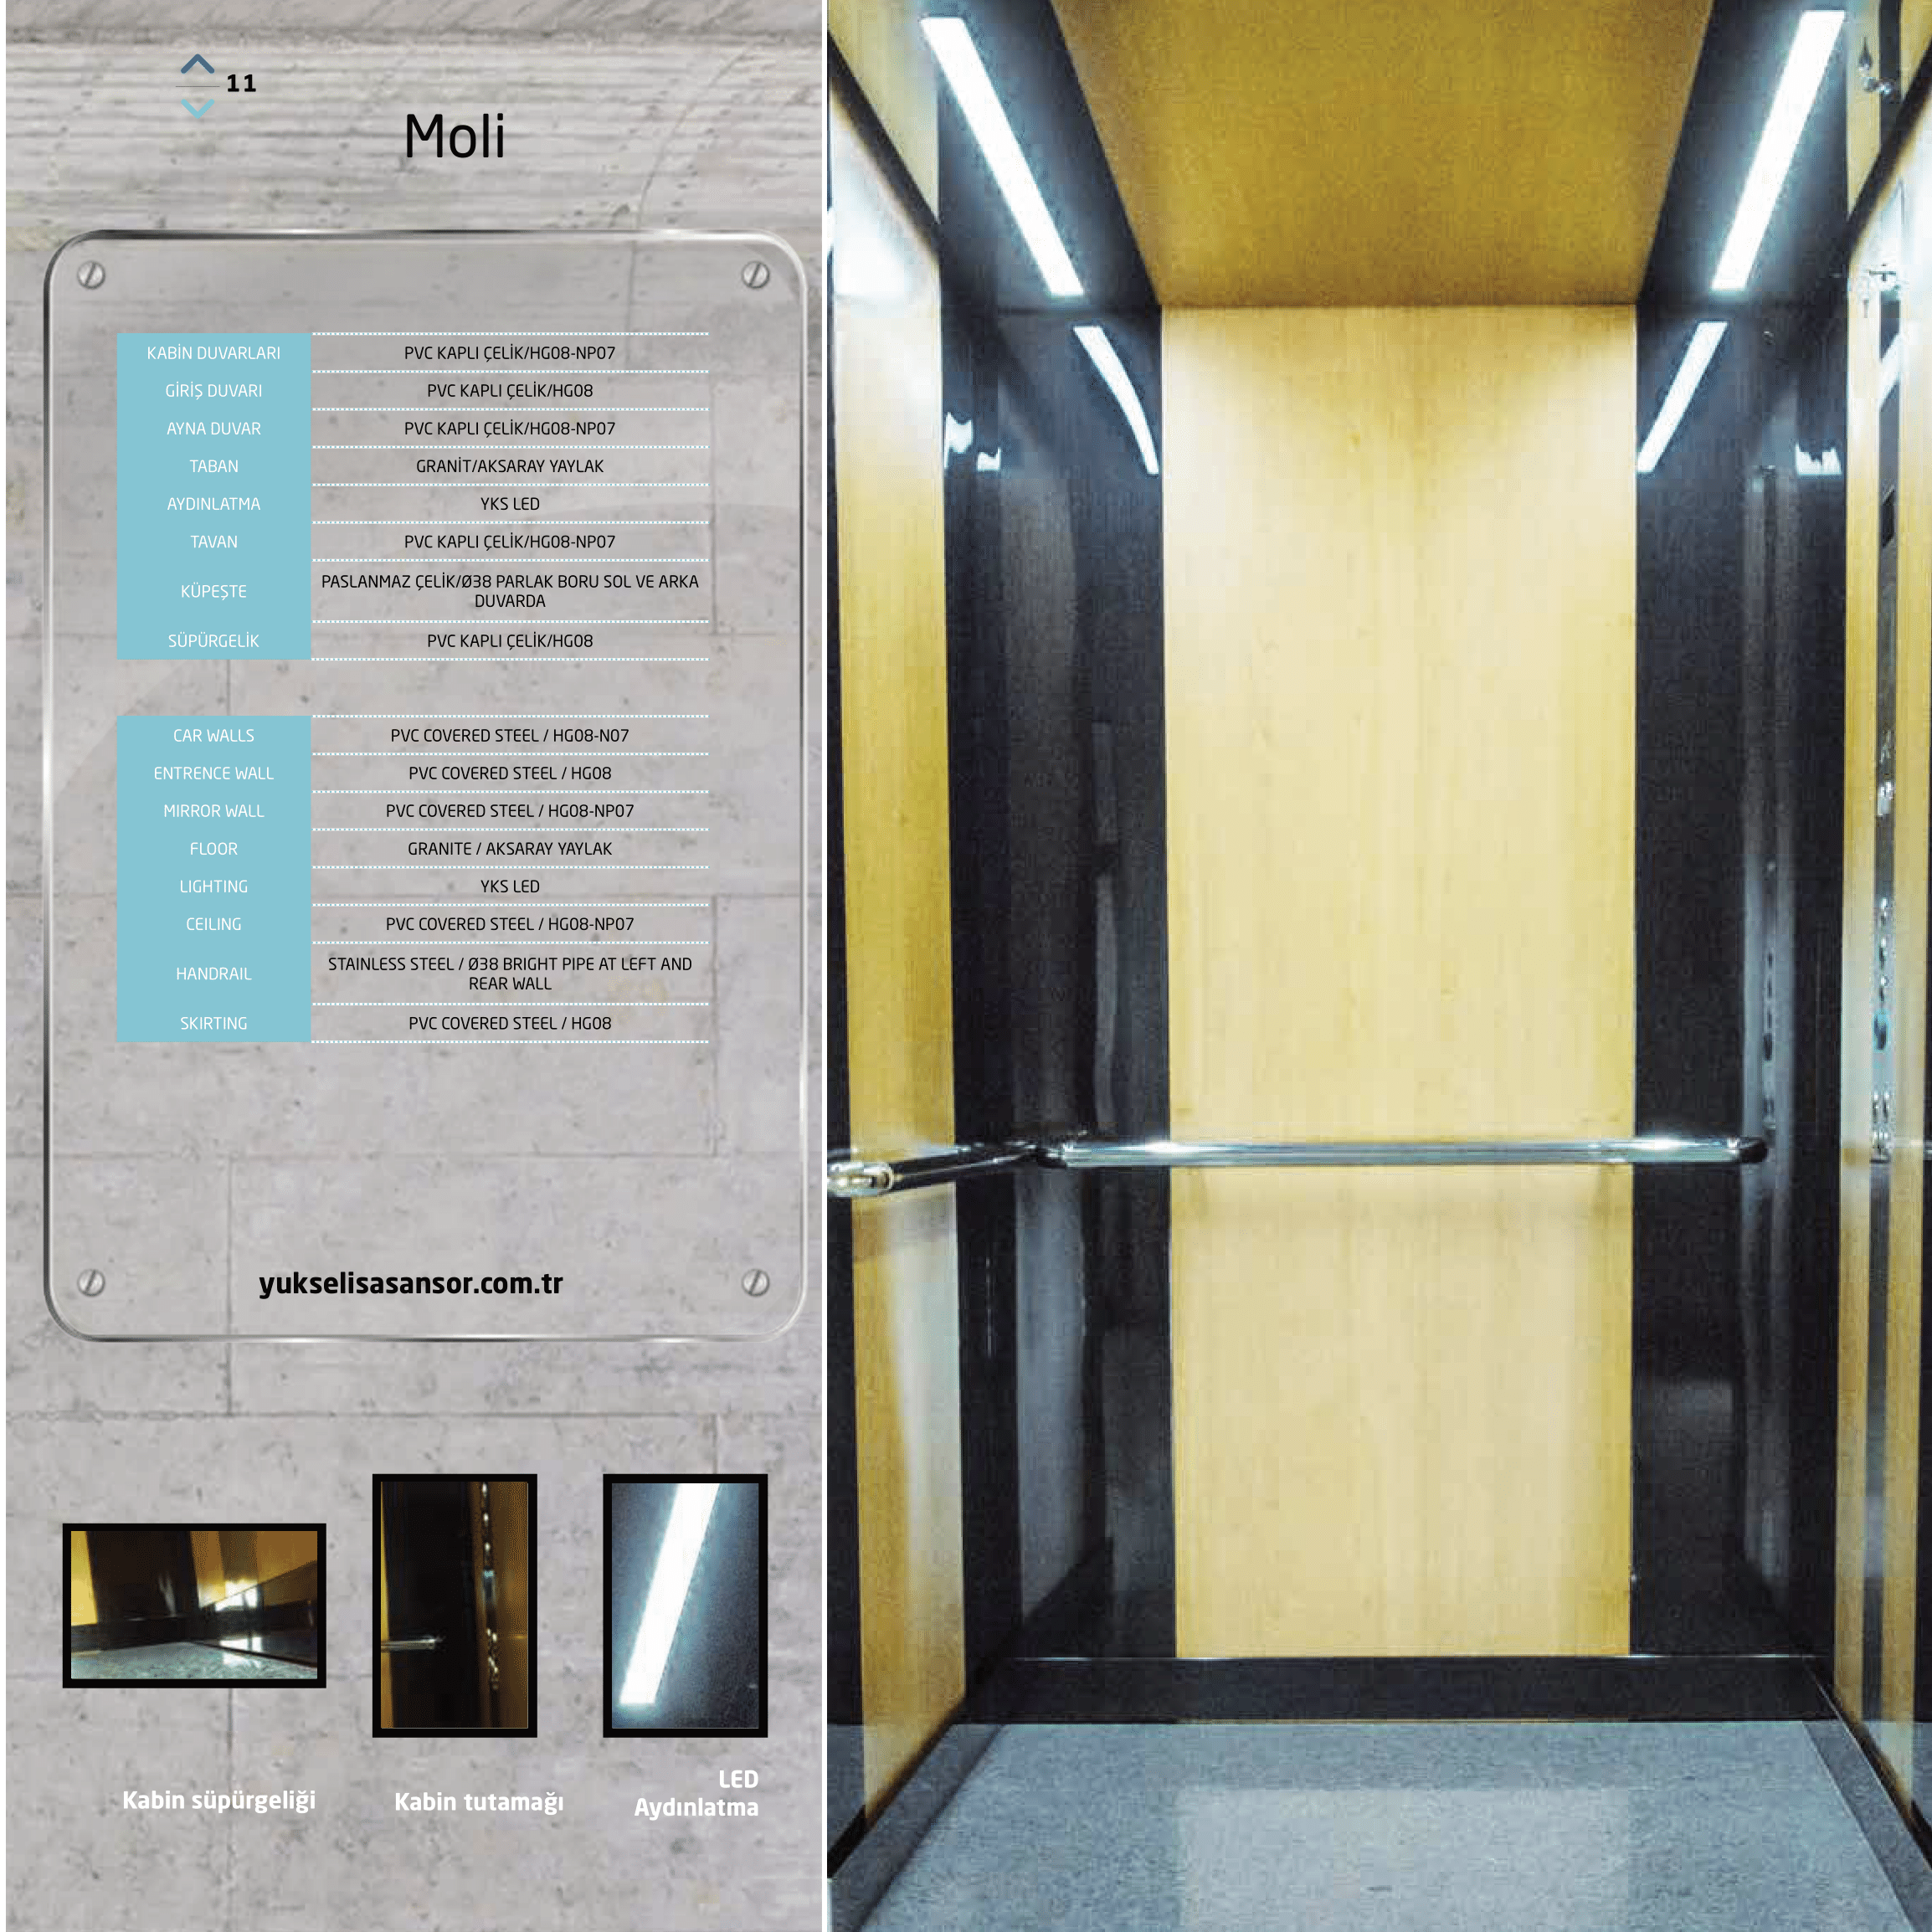 11
Moli
KABİN DUVARLARI PVC KAPLI ÇELİK/HG08-NP07
GİRİŞ DUVARI PVC KAPLI ÇELİK/HG08
AYNA DUVAR PVC KAPLI ÇELİK/HG08-NP07
TABAN GRANİT/AKSARAY YAYLAK
AYDINLATMA YKS LED
TAVAN PVC KAPLI ÇELİK/HG08-NP07
KÜPEŞTE PASLANMAZ ÇELİK/Ø38 PARLAK BORU SOL VE ARKA
DUVARDA
SÜPÜRGELİK PVC KAPLI ÇELİK/HG08
CAR WALLS PVC COVERED STEEL / HG08-N07
ENTRENCE WALL PVC COVERED STEEL / HG08
MIRROR WALL PVC COVERED STEEL / HG08-NP07
FLOOR GRANITE / AKSARAY YAYLAK
LIGHTING YKS LED
CEILING PVC COVERED STEEL / HG08-NP07
HANDRAIL STAINLESS STEEL / Ø38 BRIGHT PIPE AT LEFT AND
REAR WALL
SKIRTING PVC COVERED STEEL / HG08
yukselisasansor.com.tr
Kabin süpürgeliği
Kabin tutamağı
LED
Aydınlatma